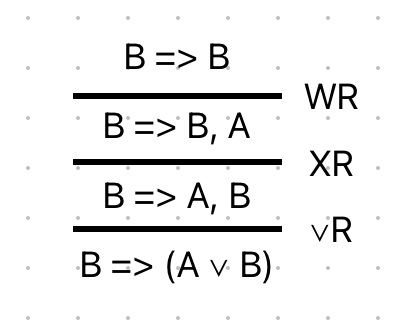 B => B
WR
B => B, A
XR
B => A, B
∨R
B => (A ∨ B)